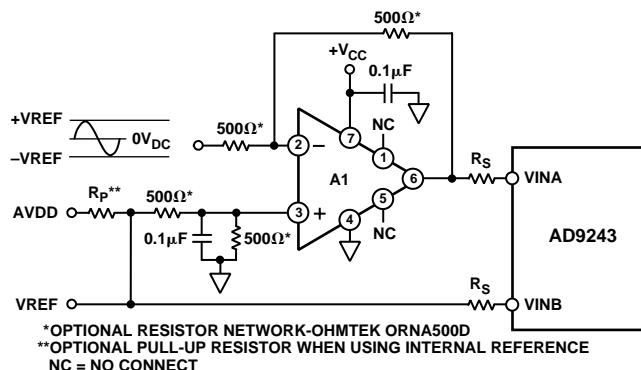 500Ω*
+VCC
0.1µF
+VREF
0VDC
–VREF
500Ω*
NC
2
–
7
1
A1
6
RS
VINA
RP**
AVDD
500Ω*
3
+
5
4
NC
0.1µF
500Ω*
AD9243
VREF
RS
VINB
*OPTIONAL RESISTOR NETWORK-OHMTEK ORNA500D
**OPTIONAL PULL-UP RESISTOR WHEN USING INTERNAL REFERENCE
NC = NO CONNECT